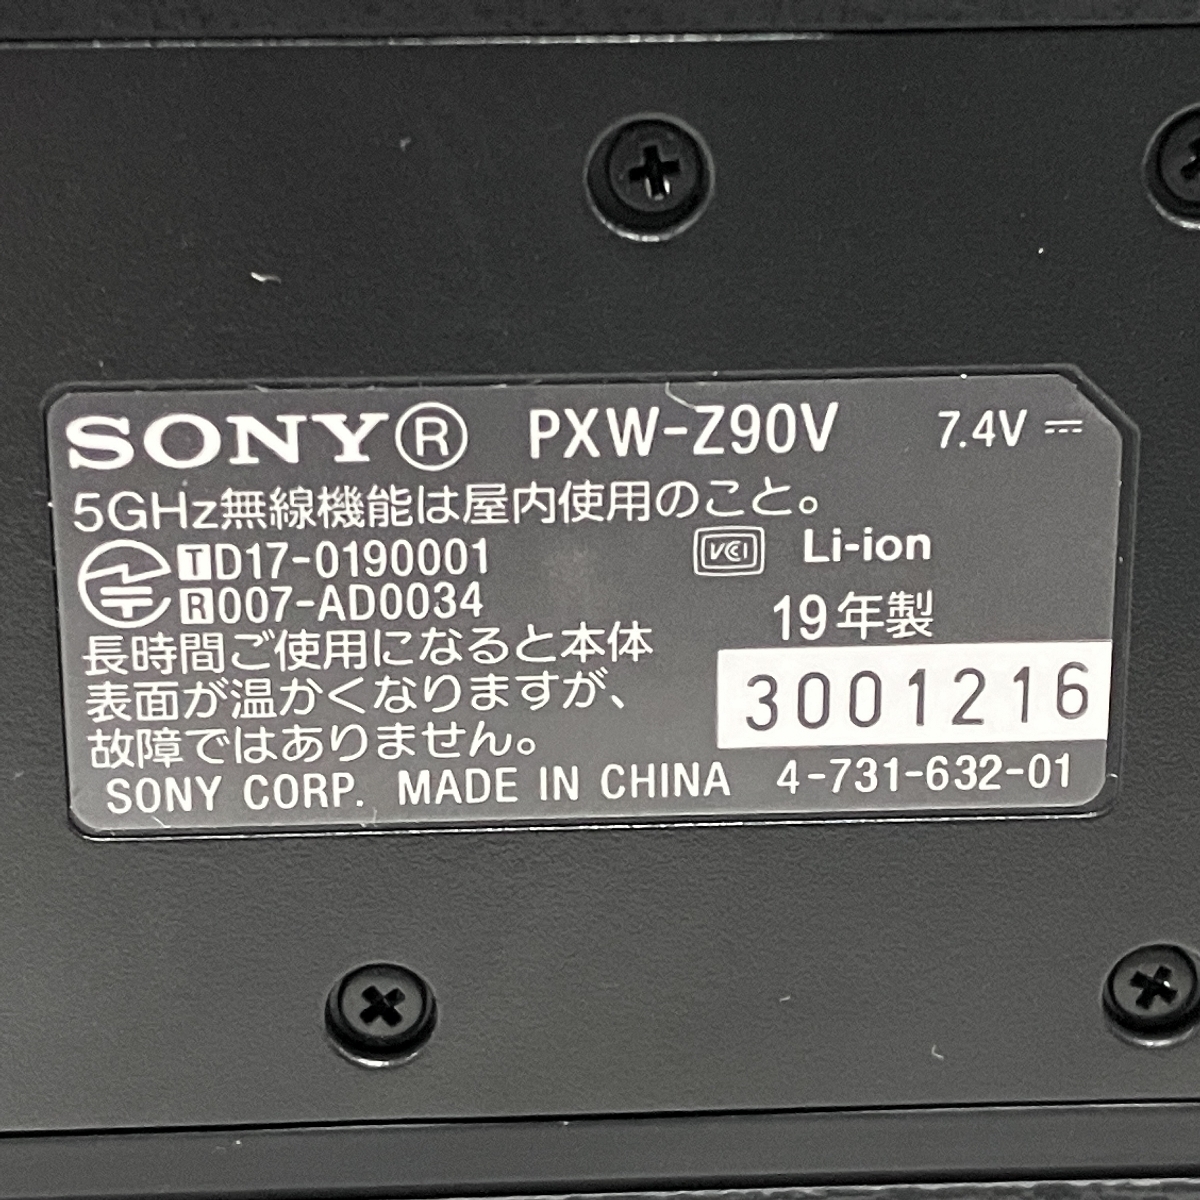 SONY® PXW-Z90V 7.4V ⎓
5GHz無線機能は屋内使用のこと。
T D17-0190001 VCI Li-ion
R 007-AD0034 19年製
長時間ご使用になると本体
表面が温かくなりますが、 3001216
故障ではありません。
SONY CORP. MADE IN CHINA 4-731-632-01